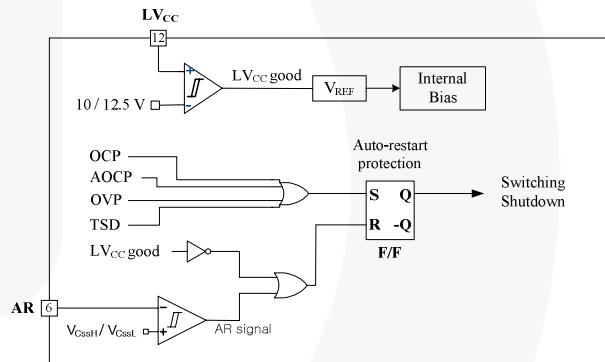 LVCC
12
LVCC good
VREF
Internal
Bias
10 / 12.5 V
OCP
AOCP
OVP
TSD
Auto-restart
protection
S Q
R -Q
F/F
Switching
Shutdown
LVCC good
AR 6
VCssH / VCssL
AR signal